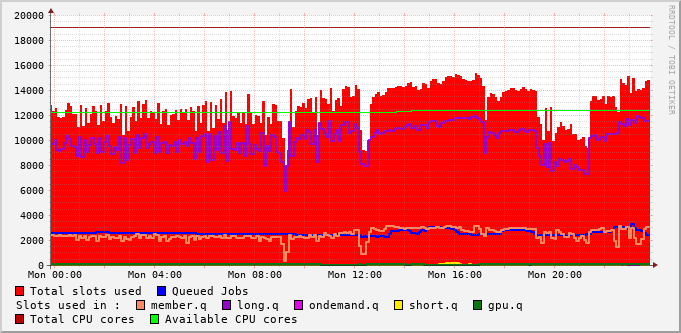 20000
18000
16000
14000
12000
10000
8000
6000
4000
2000
0
Mon 00:00 Mon 04:00 Mon 08:00 Mon 12:00 Mon 16:00 Mon 20:00
Total slots used Queued Jobs
Slots used in : member.q long.q ondemand.q short.q gpu.q
Total CPU cores Available CPU cores
RRDTOOL / TOBI OETIKER